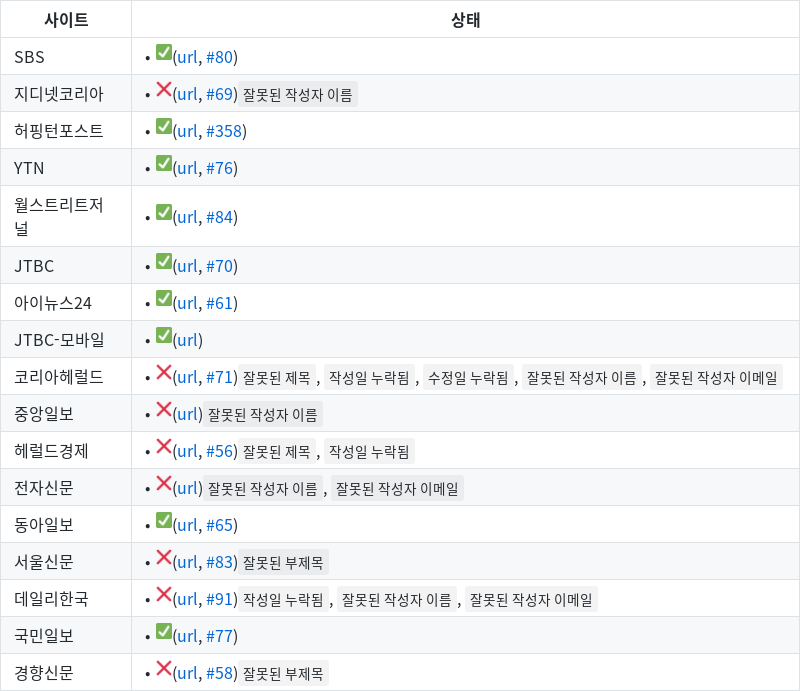 사이트 상태
SBS • ✅(url, #80)
지디넷코리아 • ❌(url, #69) 잘못된 작성자 이름
허핑턴포스트 • ✅(url, #358)
YTN • ✅(url, #76)
월스트리트저
널 • ✅(url, #84)
JTBC • ✅(url, #70)
아이뉴스24 • ✅(url, #61)
JTBC-모바일 • ✅(url)
코리아헤럴드 • ❌(url, #71) 잘못된 제목 , 작성일 누락됨 , 수정일 누락됨 , 잘못된 작성자 이름 , 잘못된 작성자 이메일
중앙일보 • ❌(url) 잘못된 작성자 이름
헤럴드경제 • ❌(url, #56) 잘못된 제목 , 작성일 누락됨
전자신문 • ❌(url) 잘못된 작성자 이름 , 잘못된 작성자 이메일
동아일보 • ✅(url, #65)
서울신문 • ❌(url, #83) 잘못된 부제목
데일리한국 • ❌(url, #91) 작성일 누락됨 , 잘못된 작성자 이름 , 잘못된 작성자 이메일
국민일보 • ✅(url, #77)
경향신문 • ❌(url, #58) 잘못된 부제목